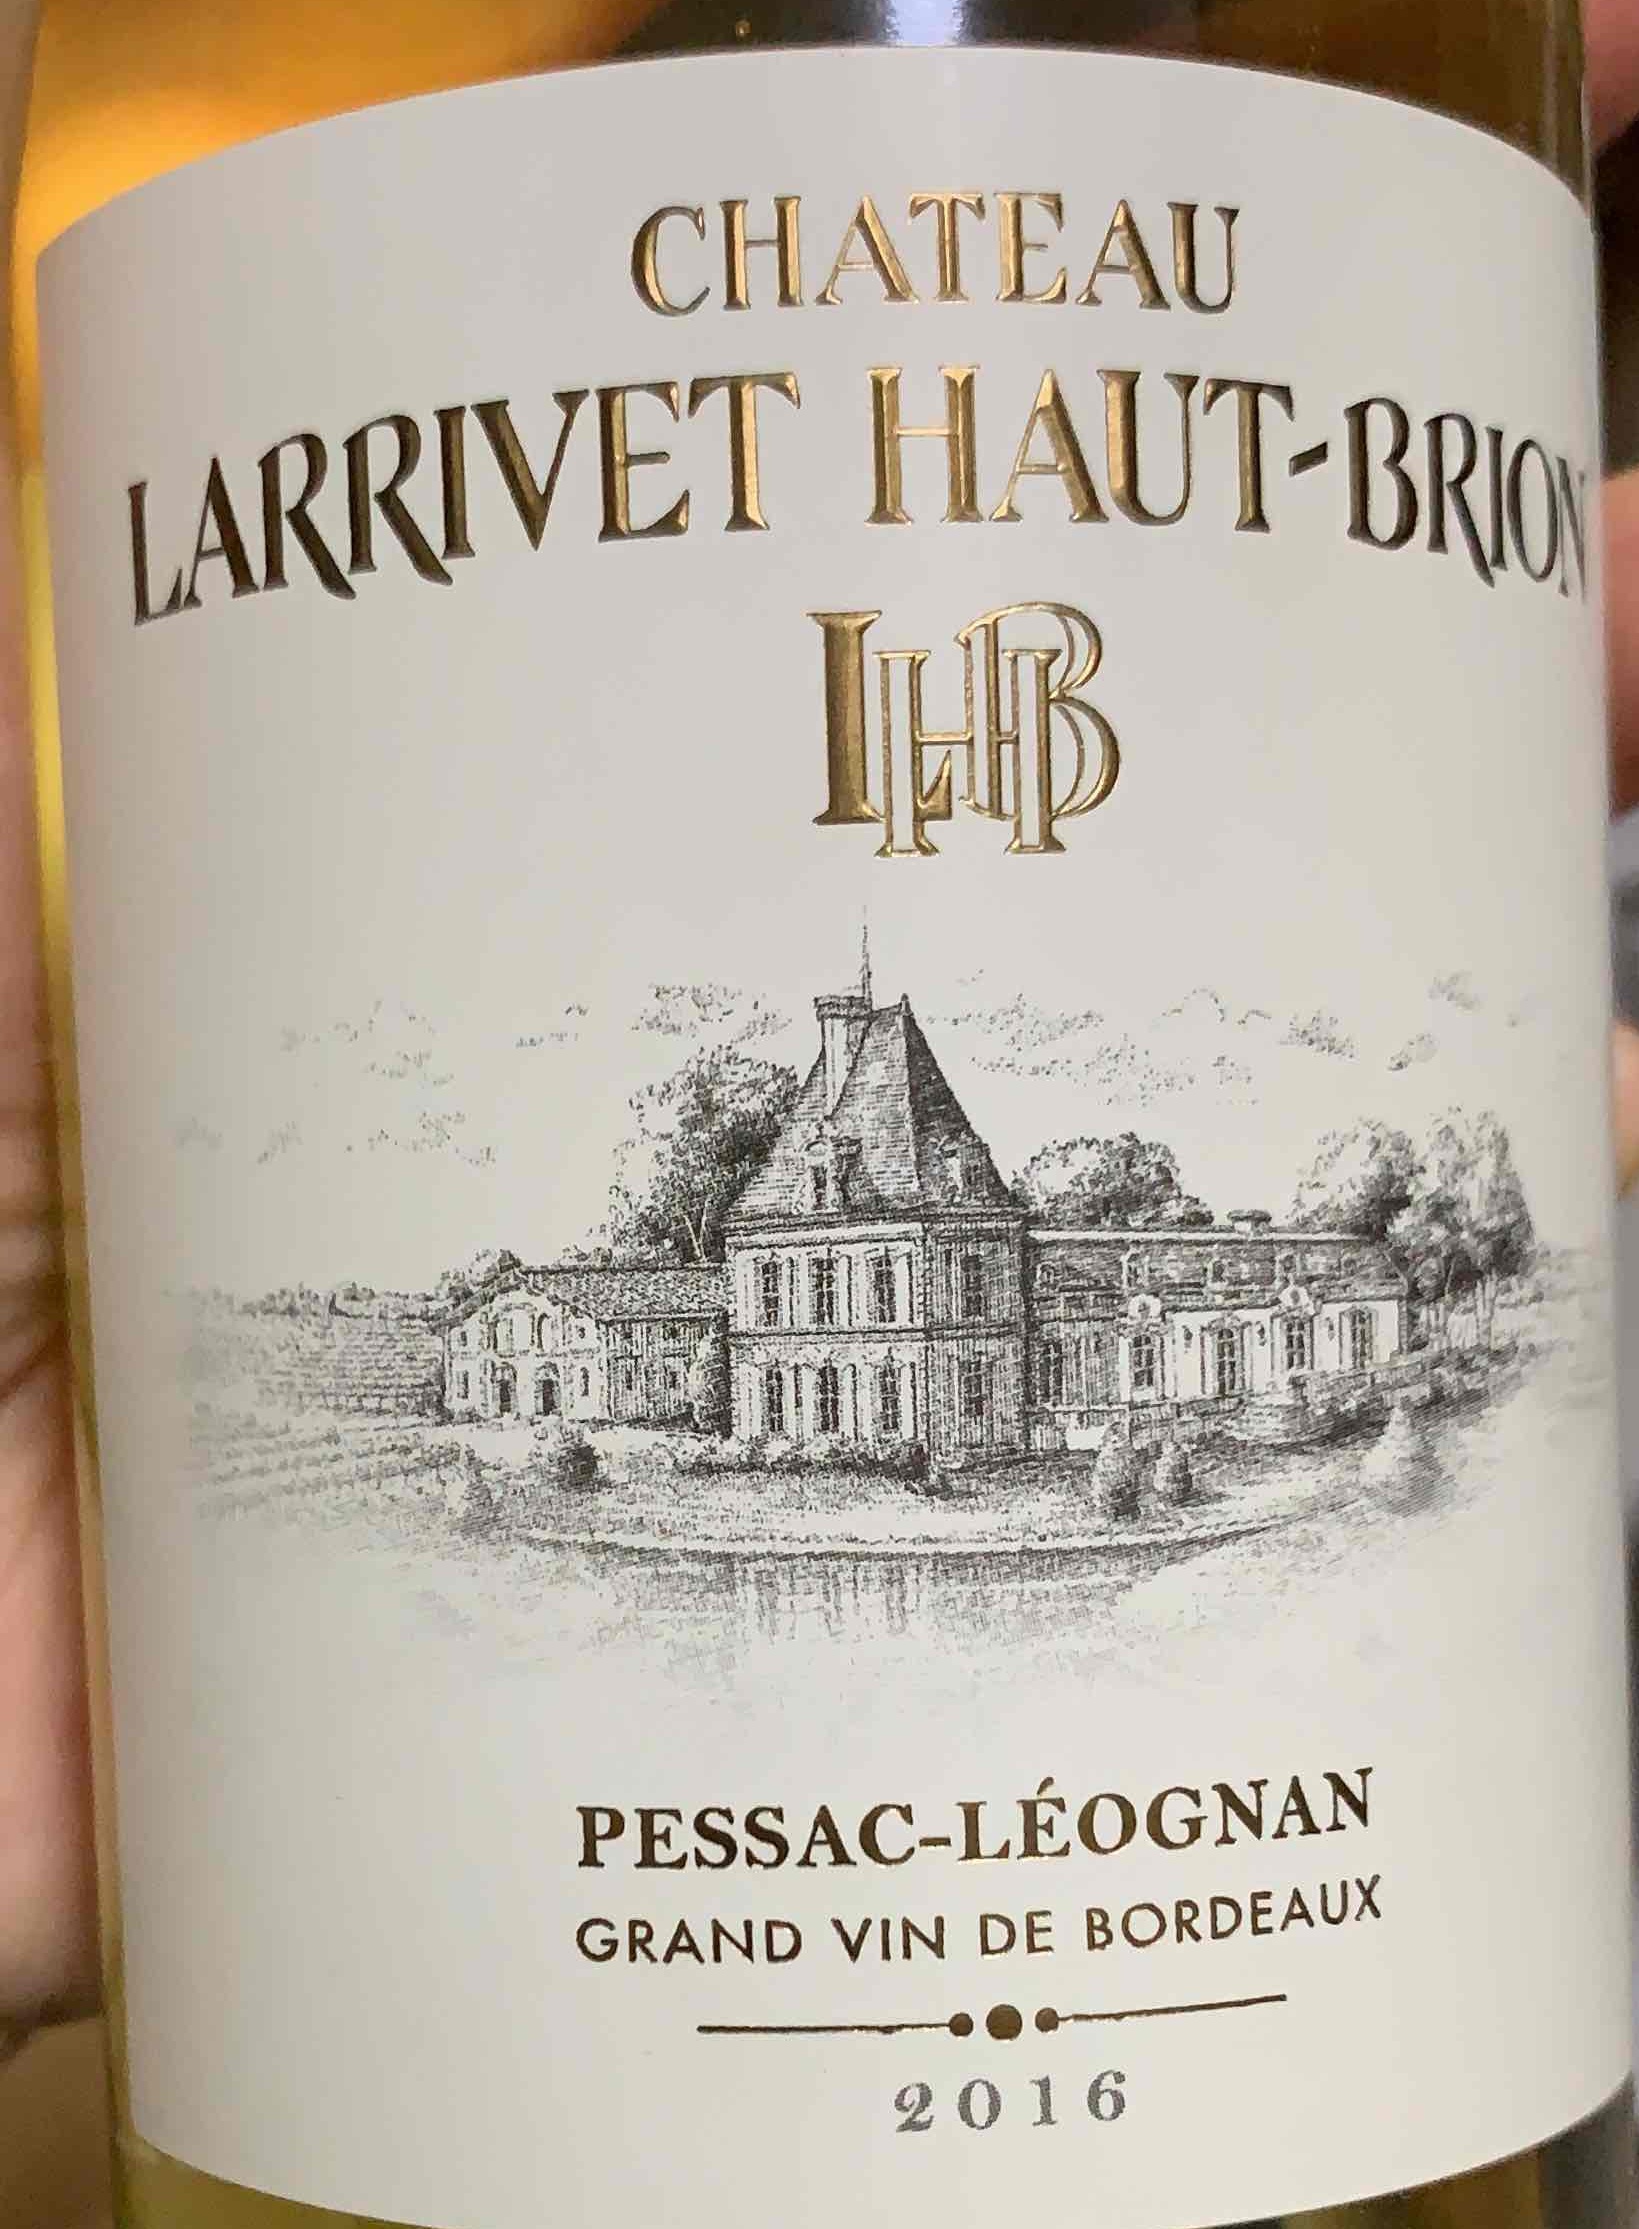 CHATEAU
LARRIVET HAUT-BRION
LHB
PESSAC-LÉOGNAN
GRAND VIN DE BORDEAUX
2016